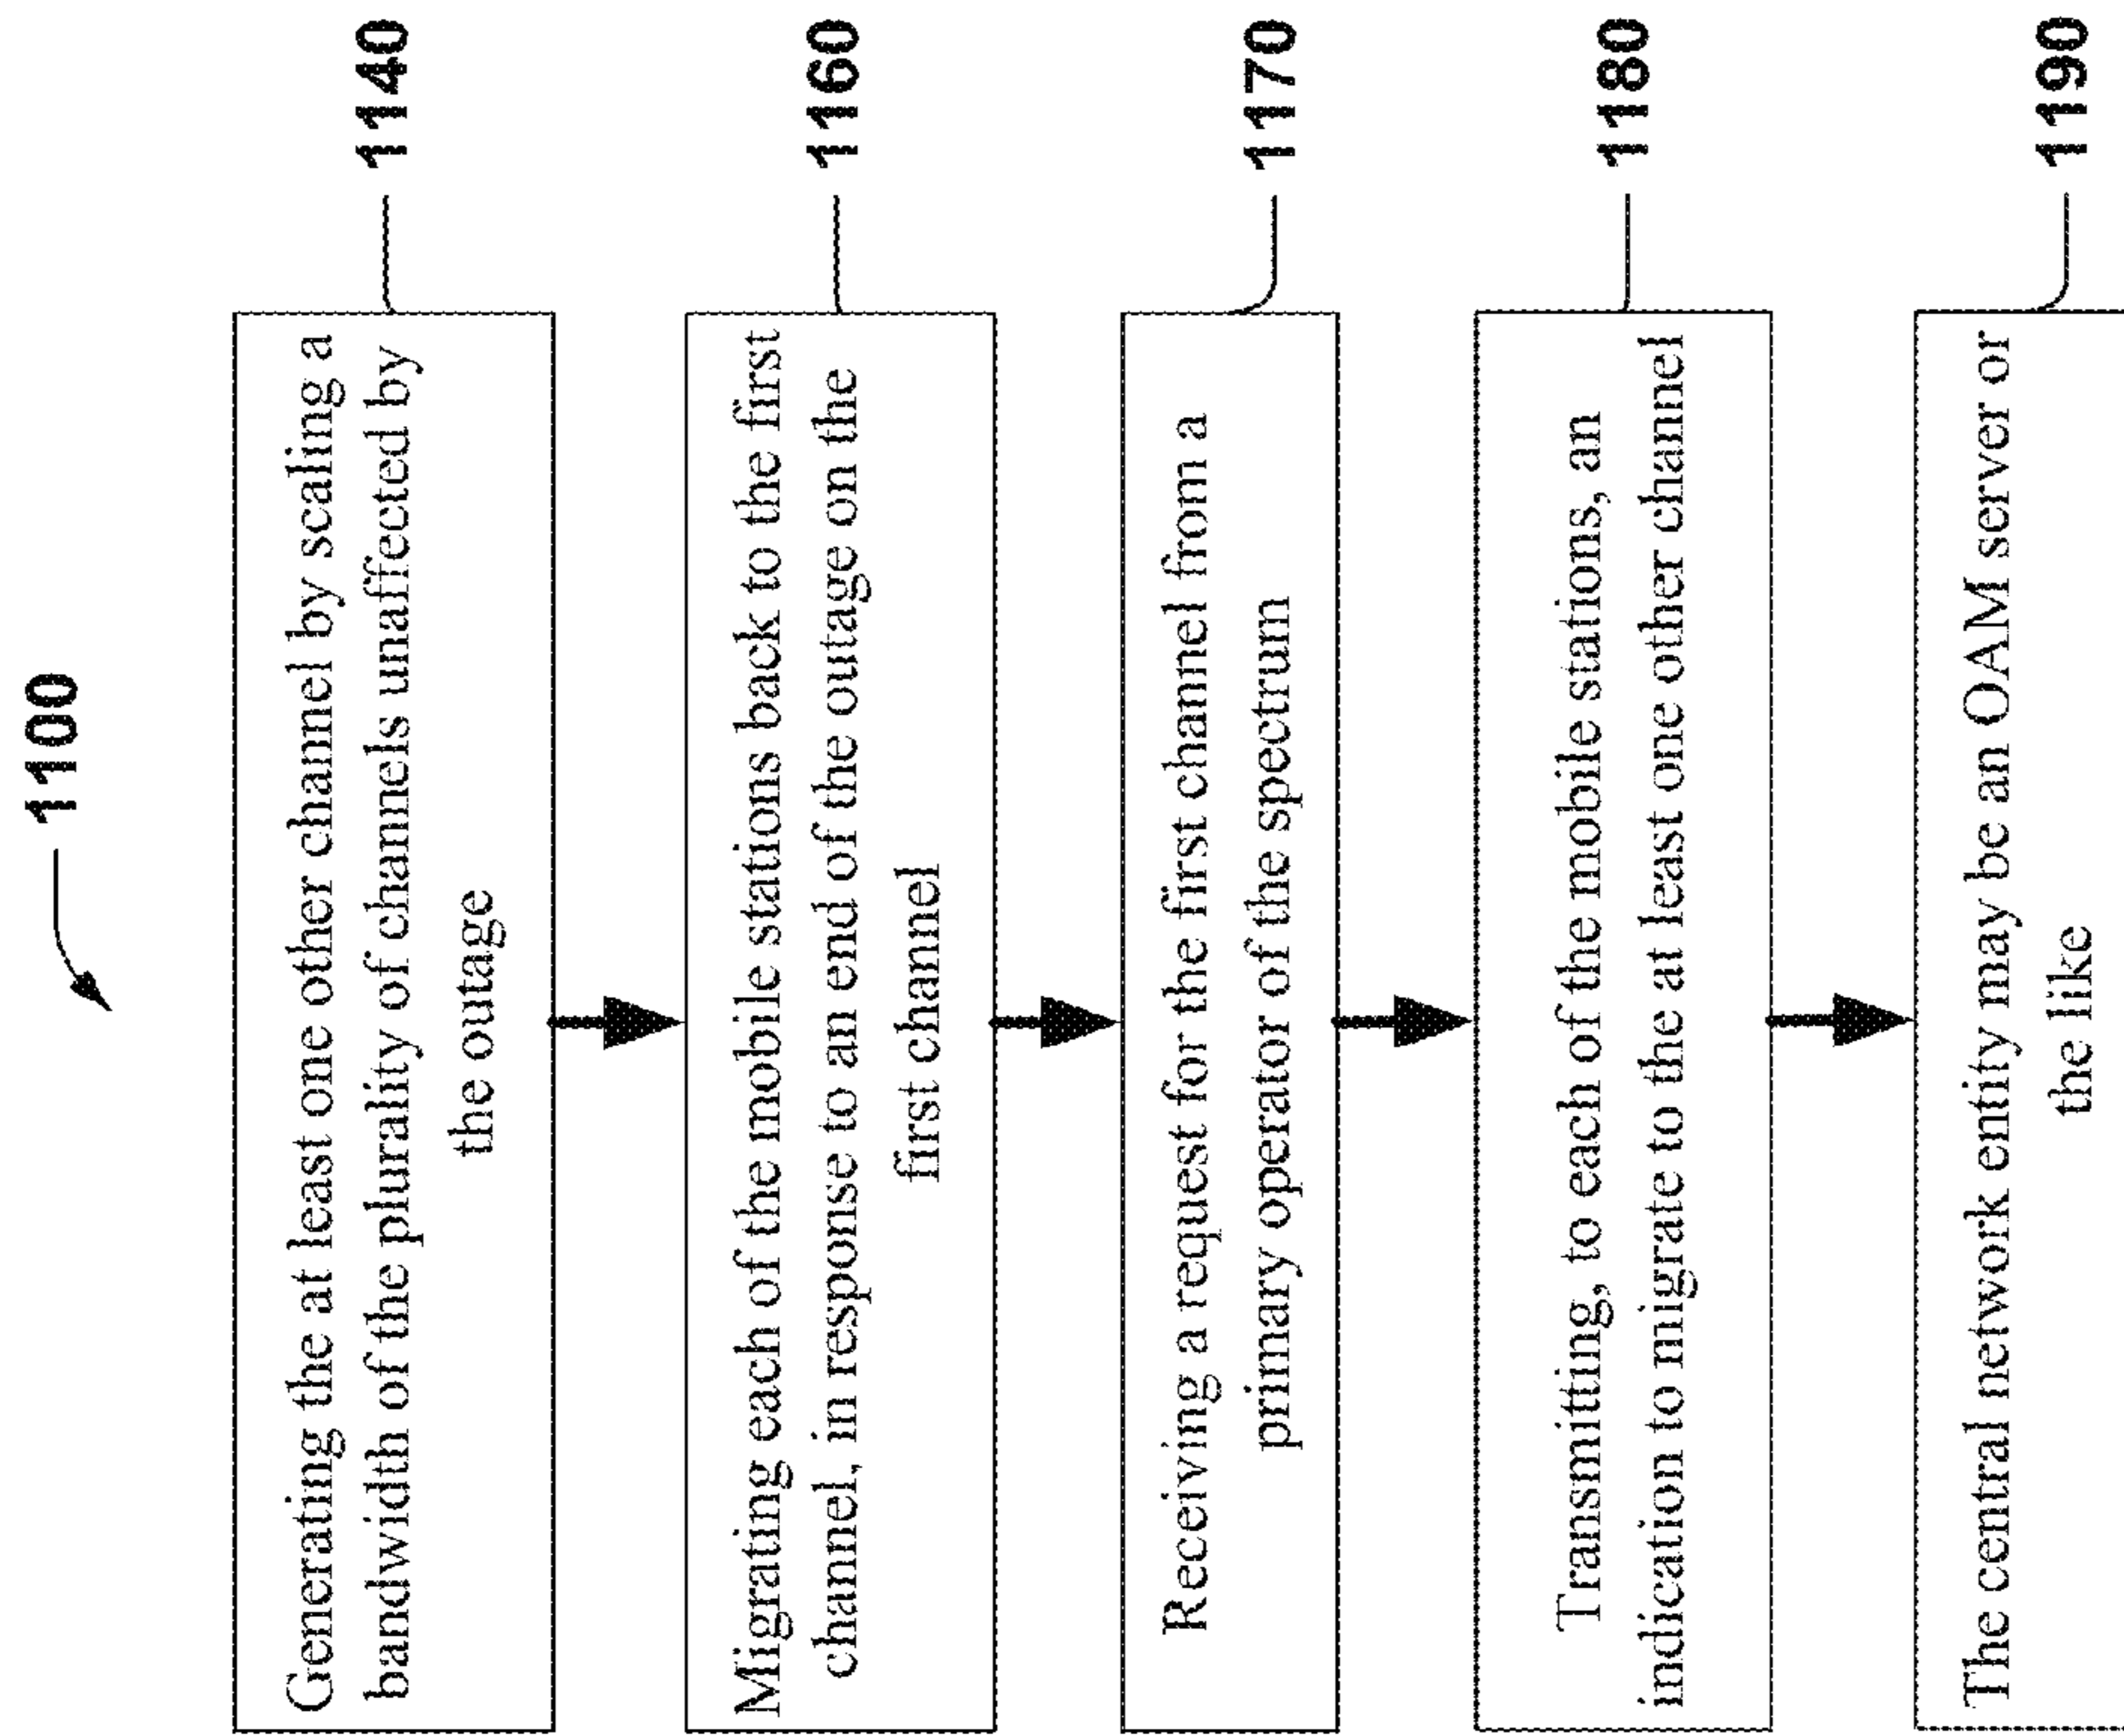 1100
Generating the at least one other channel by scaling a
bandwidth of the plurality of channels unaffected by
the outage
1140
Migrating each of the mobile stations back to the first
channel, in response to an end of the outage on the
first channel
1160
Receiving a request for the first channel from a
primary operator of the spectrum
1170
Transmitting, to each of the mobile stations, an
indication to migrate to the at least one other channel
1180
The central network entity may be an OAM server or
the like
1190